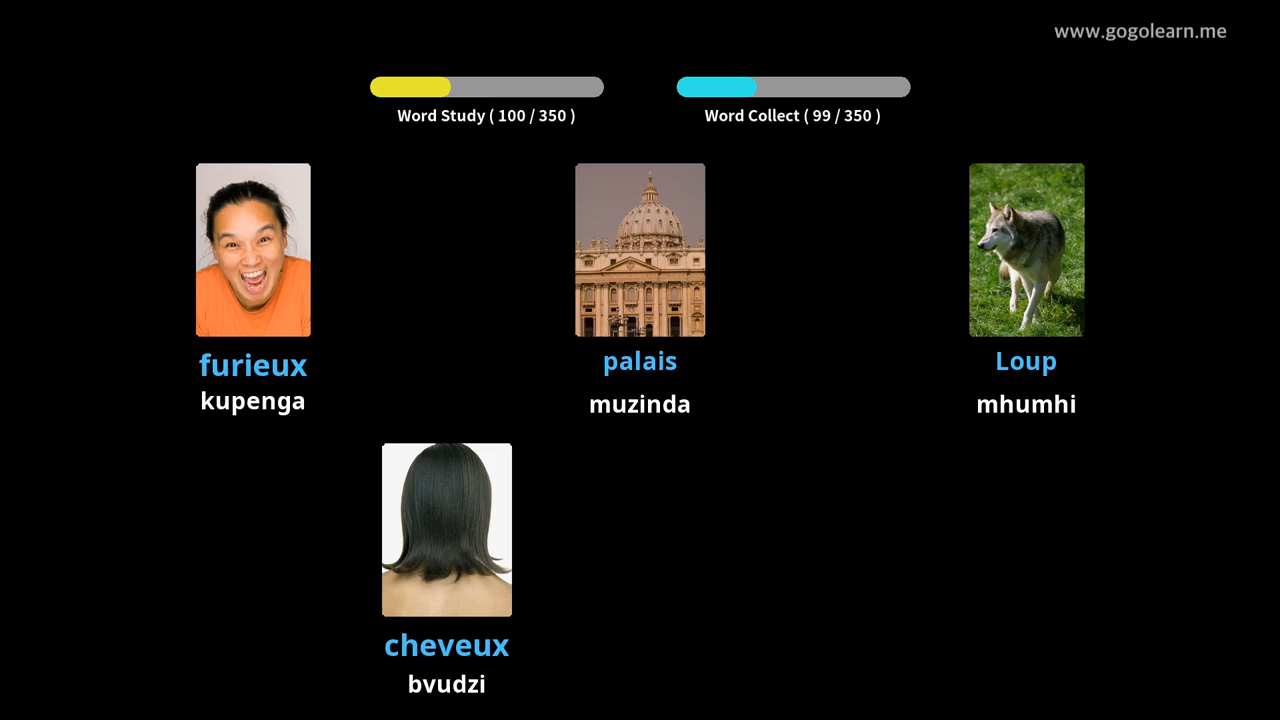 www.gogolearn.me
Word Study ( 100 / 350 )
Word Collect ( 99 / 350 )
furieux
kupenga
palais
muzinda
Loup
mhumhi
cheveux
bvudzi